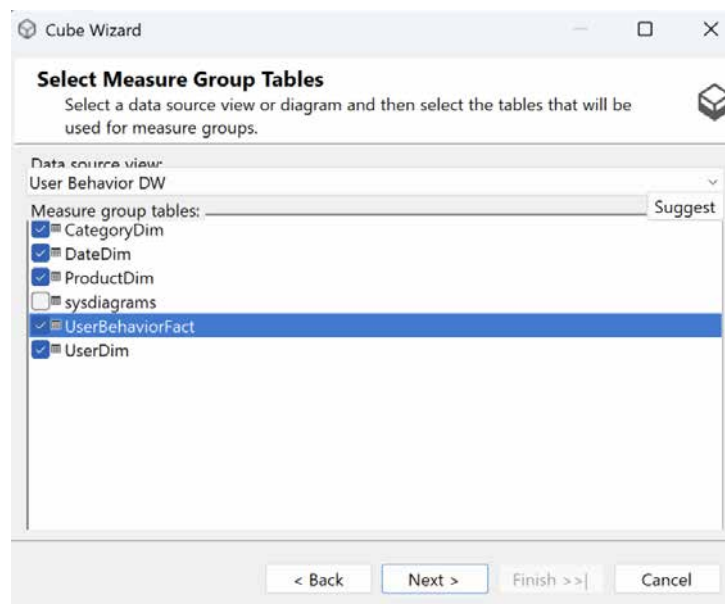 Cube Wizard
Select Measure Group Tables
Select a data source view or diagram and then select the tables that will be
used for measure groups.
Data source view:
User Behavior DW
Measure group tables:
Suggest
CategoryDim
DateDim
ProductDim
sysdiagrams
UserBehaviorFact
UserDim
< Back Next > Finish >>| Cancel